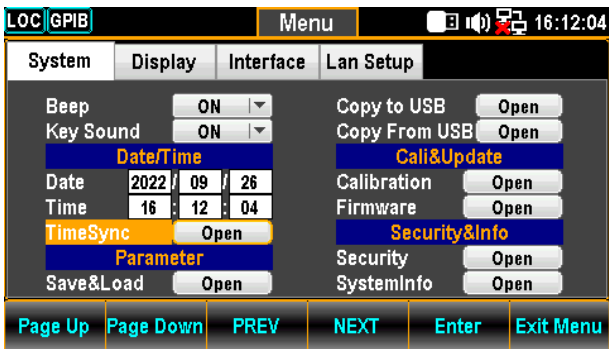 LOC GPIB Menu 16:12:04
System Display Interface Lan Setup
Beep ON Copy to USB Open
Key Sound ON Copy From USB Open
Date/Time Cali&Update
Date 2022 / 09 / 26 Calibration Open
Time 16 : 12 : 04 Firmware Open
TimeSync Open Security&Info
Parameter Security Open
Save&Load Open SystemInfo Open
Page Up Page Down PREV NEXT Enter Exit Menu